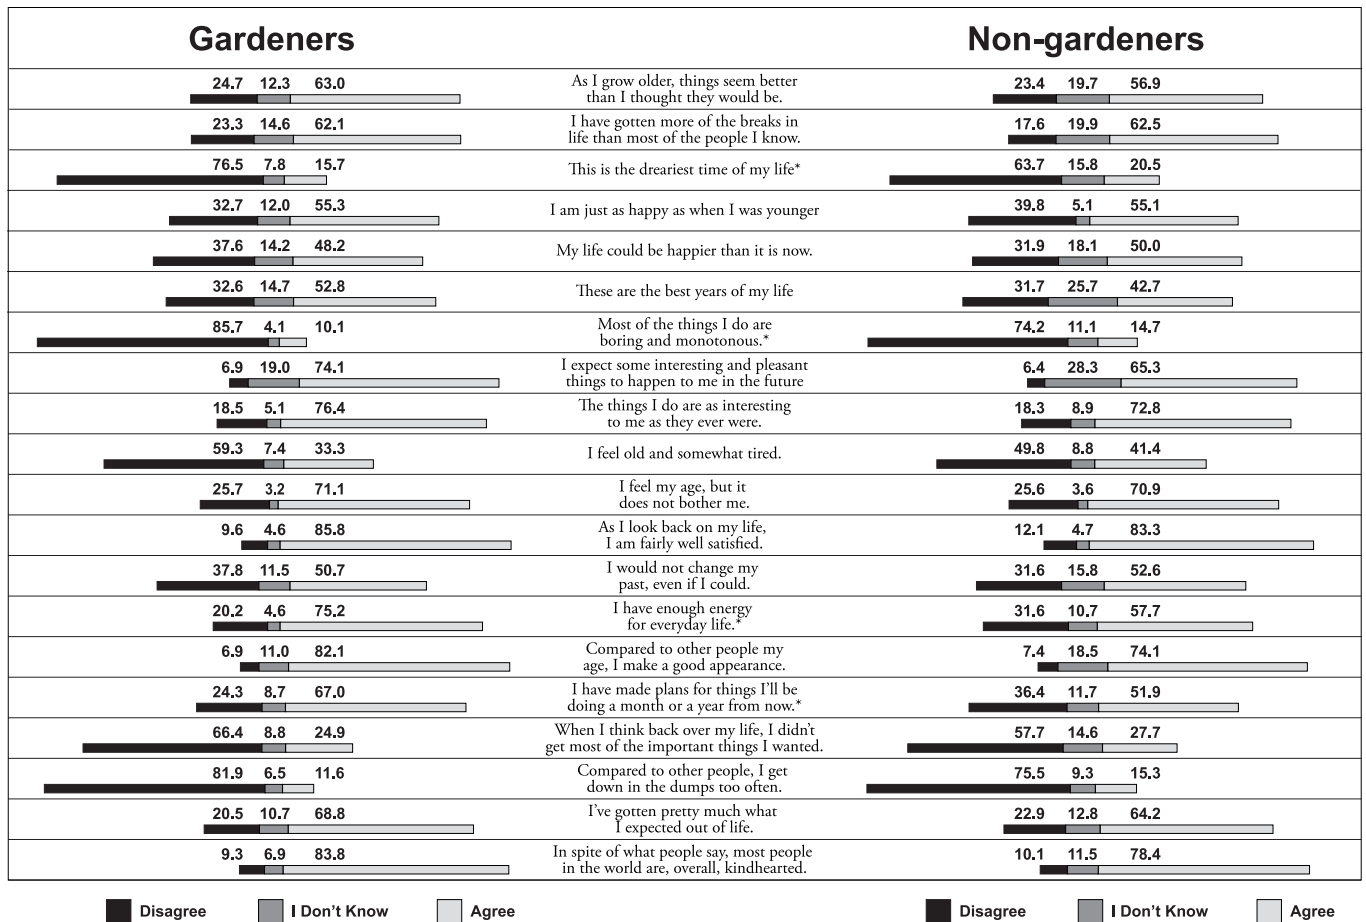 Gardeners Non-gardeners
24.7 12.3 63.0 As I grow older, things seem better 23.4 19.7 56.9
than I thought they would be.
23.3 14.6 62.1 I have gotten more of the breaks in 17.6 19.9 62.5
life than most of the people I know.
76.5 7.8 15.7 This is the dreariest time of my life* 63.7 15.8 20.5
32.7 12.0 55.3 I am just as happy as when I was younger 39.8 5.1 55.1
37.6 14.2 48.2 My life could be happier than it is now. 31.9 18.1 50.0
32.6 14.7 52.8 These are the best years of my life 31.7 25.7 42.7
85.7 4.1 10.1 Most of the things I do are 74.2 11.1 14.7
boring and monotonous.*
6.9 19.0 74.1 I expect some interesting and pleasant 6.4 28.3 65.3
things to happen to me in the future
18.5 5.1 76.4 The things I do are as interesting 18.3 8.9 72.8
to me as they ever were.
59.3 7.4 33.3 I feel old and somewhat tired. 49.8 8.8 41.4
25.7 3.2 71.1 I feel my age, but it 25.6 3.6 70.9
does not bother me.
9.6 4.6 85.8 As I look back on my life, 12.1 4.7 83.3
I am fairly well satisfied.
37.8 11.5 50.7 I would not change my 31.6 15.8 52.6
past, even if I could.
20.2 4.6 75.2 I have enough energy 31.6 10.7 57.7
for everyday life.*
6.9 11.0 82.1 Compared to other people my 7.4 18.5 74.1
age, I make a good appearance.
24.3 8.7 67.0 I have made plans for things I'll be 36.4 11.7 51.9
doing a month or a year from now.*
66.4 8.8 24.9 When I think back over my life, I didn't 57.7 14.6 27.7
get most of the important things I wanted.
81.9 6.5 11.6 Compared to other people, I get 75.5 9.3 15.3
down in the dumps too often.
20.5 10.7 68.8 I've gotten pretty much what 22.9 12.8 64.2
I expected out of life.
9.3 6.9 83.8 In spite of what people say, most people 10.1 11.5 78.4
in the world are, overall, kindhearted.
Disagree I Don't Know Agree Disagree I Don't Know Agree